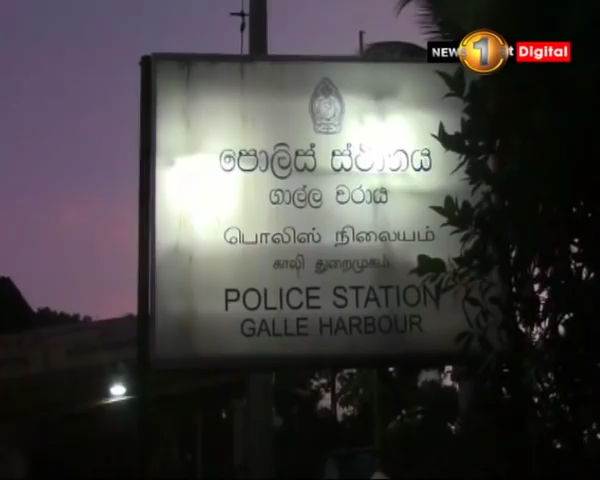 NEWS 1st Digital
පොලිස් ස්ථානය
ගාල්ල වරාය
பொலிஸ் நிலையம்
காலி துறைமுகம்
POLICE STATION
GALLE HARBOUR